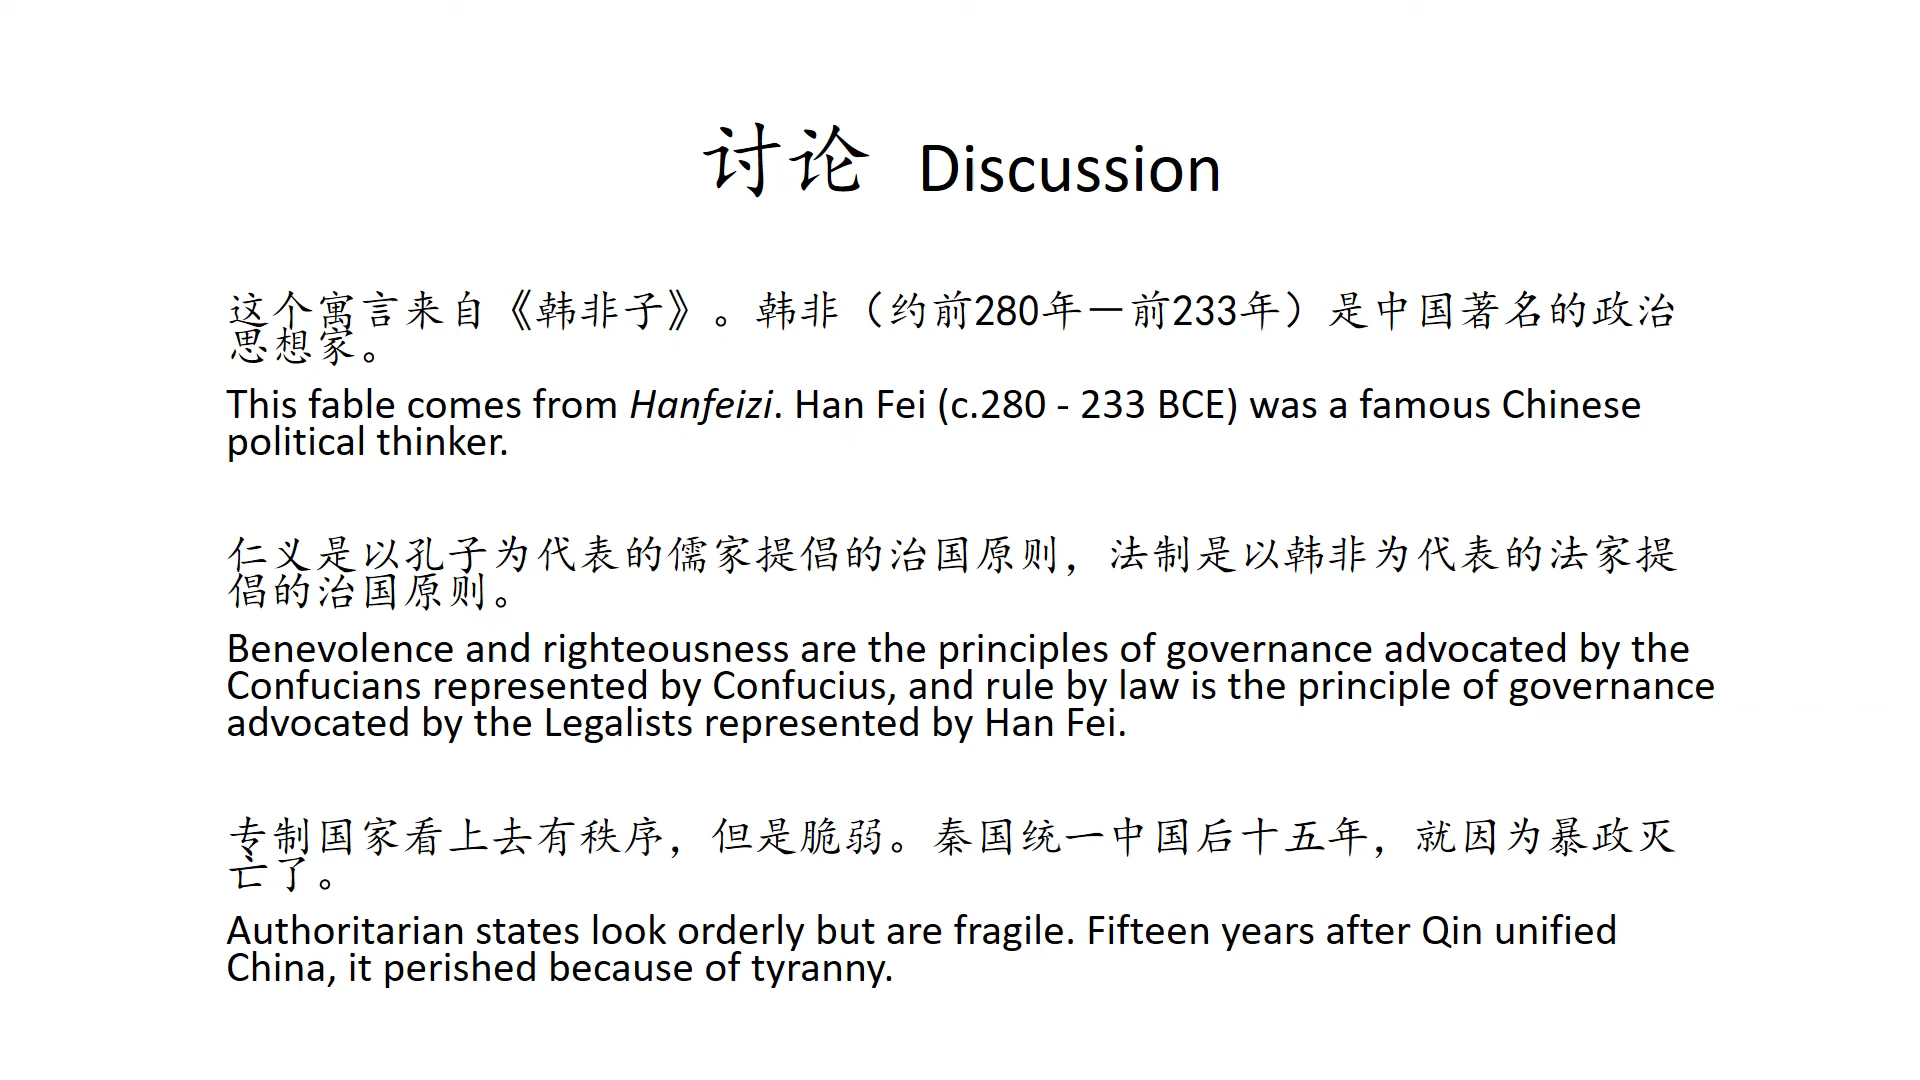 讨论 Discussion
这个寓言来自《韩非子》。韩非（约前280年－前233年）是中国著名的政治
思想家。
This fable comes from Hanfeizi. Han Fei (c.280 - 233 BCE) was a famous Chinese
political thinker.
仁义是以孔子为代表的儒家提倡的治国原则，法制是以韩非为代表的法家提
倡的治国原则。
Benevolence and righteousness are the principles of governance advocated by the
Confucians represented by Confucius, and rule by law is the principle of governance
advocated by the Legalists represented by Han Fei.
专制国家看上去有秩序，但是脆弱。秦国统一中国后十五年，就因为暴政灭
亡了。
Authoritarian states look orderly but are fragile. Fifteen years after Qin unified
China, it perished because of tyranny.